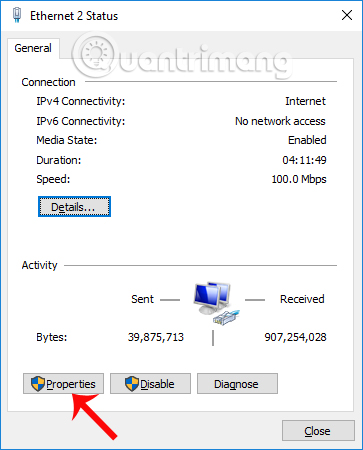 Ethernet 2 Status
General
Quantrimang
Connection
IPv4 Connectivity: Internet
IPv6 Connectivity: No network access
Media State: Enabled
Duration: 04:11:49
Speed: 100.0 Mbps
Details...
Activity
Sent Received
Bytes: 39,875,713 907,254,028
Properties Disable Diagnose
Close